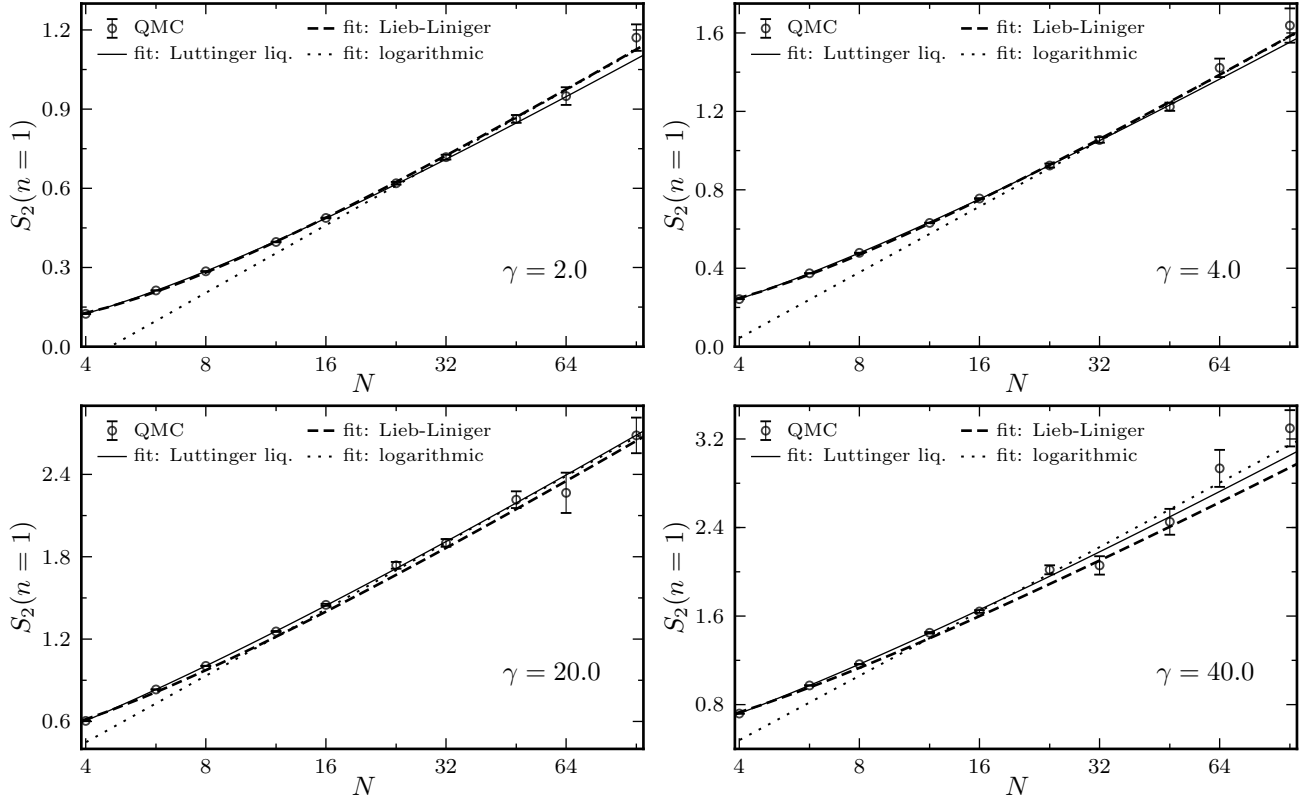 QMC
fit: Luttinger liq.
fit: Lieb-Liniger
fit: logarithmic
1.2
0.9
0.6
0.3
0.0
S₂(n = 1)
γ = 2.0
4 8 16 32 64
N
QMC
fit: Luttinger liq.
fit: Lieb-Liniger
fit: logarithmic
1.6
1.2
0.8
0.4
0.0
S₂(n = 1)
γ = 4.0
4 8 16 32 64
N
QMC
fit: Luttinger liq.
fit: Lieb-Liniger
fit: logarithmic
2.4
1.8
1.2
0.6
S₂(n = 1)
γ = 20.0
4 8 16 32 64
N
QMC
fit: Luttinger liq.
fit: Lieb-Liniger
fit: logarithmic
3.2
2.4
1.6
0.8
S₂(n = 1)
γ = 40.0
4 8 16 32 64
N